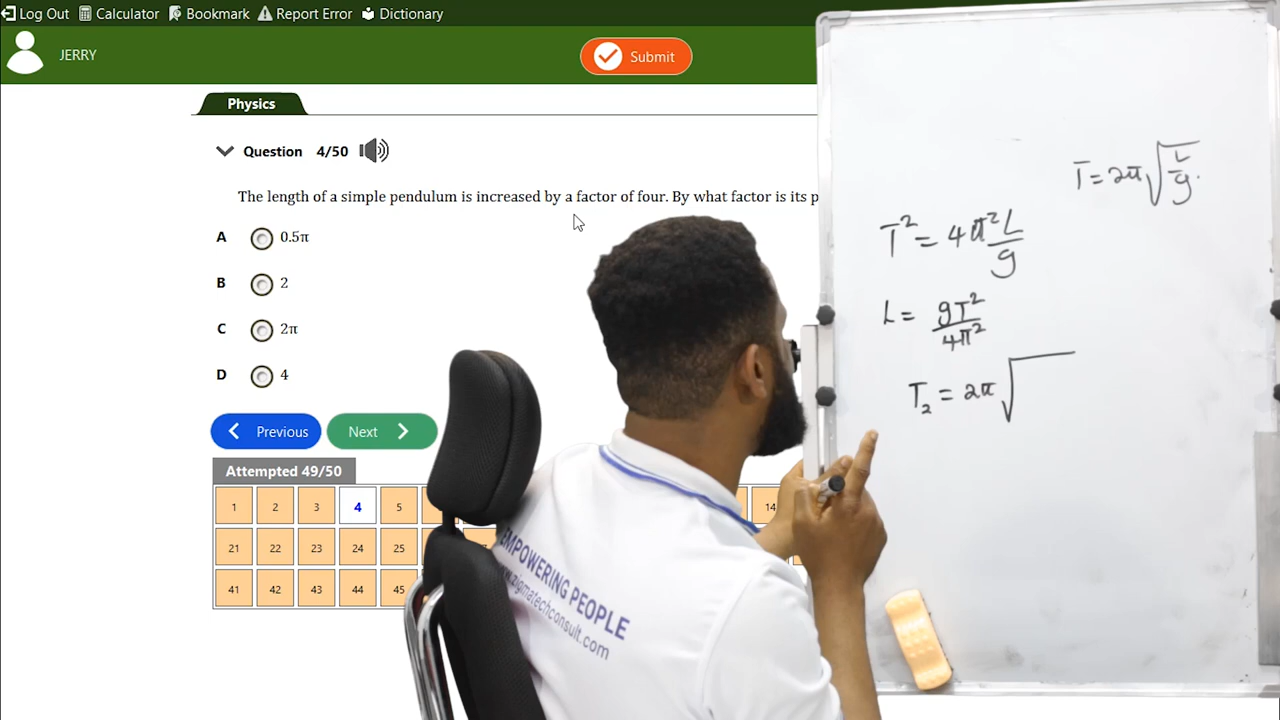 Log Out Calculator Bookmark Report Error Dictionary
JERRY
Submit
Physics
Question 4/50
The length of a simple pendulum is increased by a factor of four. By what factor is its p
A 0.5π
B 2
C 2π
D 4
Previous Next
Attempted 49/50
1 2 3 4 5 14
21 22 23 24 25
41 42 43 44 45
T = 2π√(L/g).
T² = 4π²L/g
L = gT²/4π²
T₂ = 2π√
EMPOWERING PEOPLE
www.zigmatechconsult.com